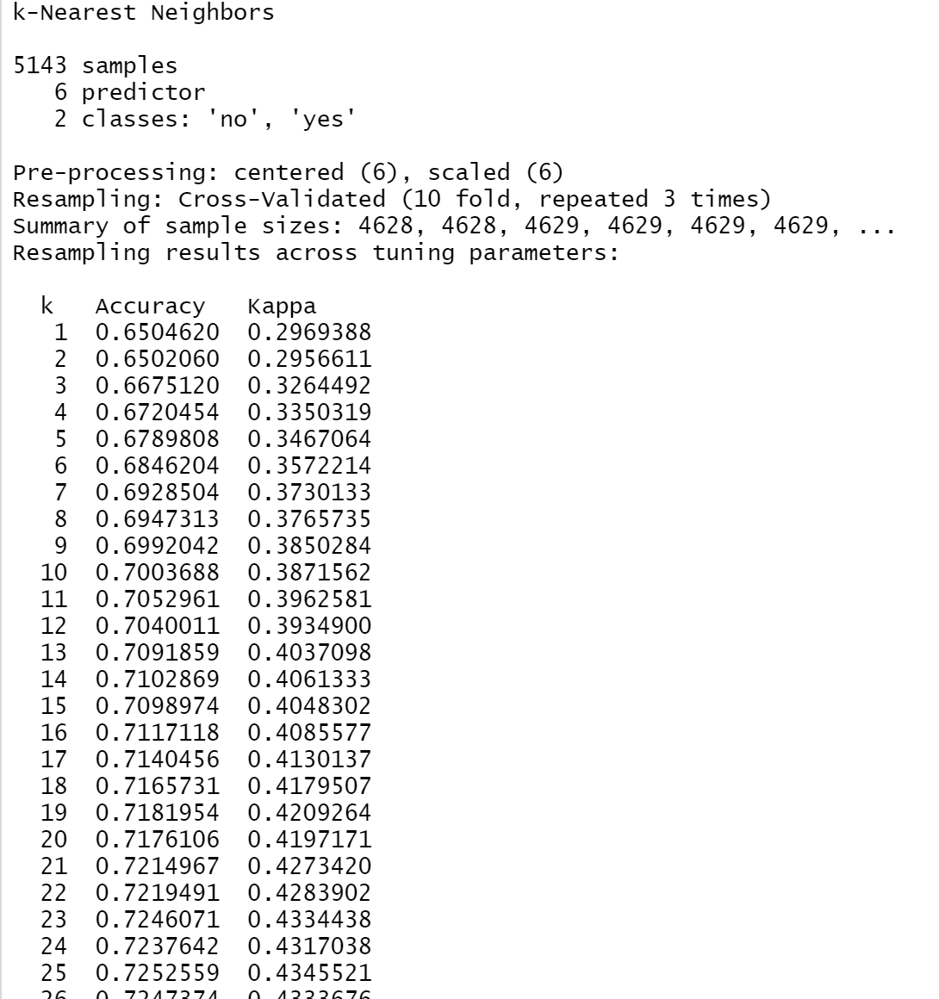 k-Nearest Neighbors
5143 samples
6 predictor
2 classes: 'no', 'yes'
Pre-processing: centered (6), scaled (6)
Resampling: Cross-Validated (10 fold, repeated 3 times)
Summary of sample sizes: 4628, 4628, 4629, 4629, 4629, 4629, ...
Resampling results across tuning parameters:
k Accuracy Kappa
1 0.6504620 0.2969388
2 0.6502060 0.2956611
3 0.6675120 0.3264492
4 0.6720454 0.3350319
5 0.6789808 0.3467064
6 0.6846204 0.3572214
7 0.6928504 0.3730133
8 0.6947313 0.3765735
9 0.6992042 0.3850284
10 0.7003688 0.3871562
11 0.7052961 0.3962581
12 0.7040011 0.3934900
13 0.7091859 0.4037098
14 0.7102869 0.4061333
15 0.7098974 0.4048302
16 0.7117118 0.4085577
17 0.7140456 0.4130137
18 0.7165731 0.4179507
19 0.7181954 0.4209264
20 0.7176106 0.4197171
21 0.7214967 0.4273420
22 0.7219491 0.4283902
23 0.7246071 0.4334438
24 0.7237642 0.4317038
25 0.7252559 0.4345521
26 0.7247374 0.4333676